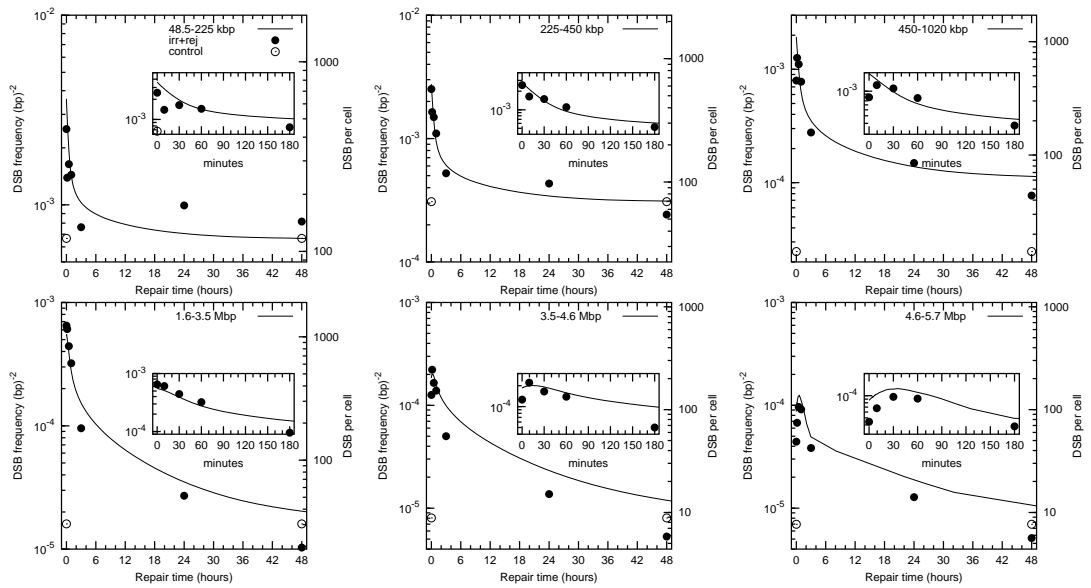 10⁻²
10⁻³
DSB frequency (bp)⁻²
0 6 12 18 24 30 36 42 48
Repair time (hours)
1000
100
DSB per cell
48.5-225 kbp
irr+rej
control
10⁻³
0 30 60 90 120 150 180
minutes
10⁻²
10⁻³
10⁻⁴
DSB frequency (bp)⁻²
0 6 12 18 24 30 36 42 48
Repair time (hours)
1000
100
DSB per cell
225-450 kbp
10⁻³
0 30 60 90 120 150 180
minutes
10⁻³
10⁻⁴
DSB frequency (bp)⁻²
0 6 12 18 24 30 36 42 48
Repair time (hours)
1000
100
DSB per cell
450-1020 kbp
10⁻³
0 30 60 90 120 150 180
minutes
10⁻³
10⁻⁴
10⁻⁵
DSB frequency (bp)⁻²
0 6 12 18 24 30 36 42 48
Repair time (hours)
1000
100
DSB per cell
1.6-3.5 Mbp
10⁻³
10⁻⁴
0 30 60 90 120 150 180
minutes
10⁻³
10⁻⁴
10⁻⁵
DSB frequency (bp)⁻²
0 6 12 18 24 30 36 42 48
Repair time (hours)
1000
100
10
DSB per cell
3.5-4.6 Mbp
10⁻⁴
0 30 60 90 120 150 180
minutes
10⁻³
10⁻⁴
10⁻⁵
DSB frequency (bp)⁻²
0 6 12 18 24 30 36 42 48
Repair time (hours)
1000
100
10
DSB per cell
4.6-5.7 Mbp
10⁻⁴
0 30 60 90 120 150 180
minutes